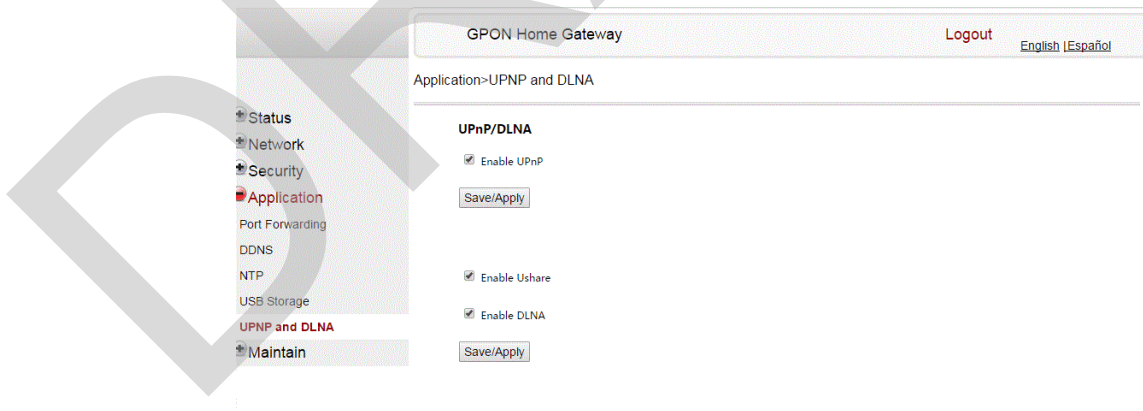 GPON Home Gateway
Logout
English |Español
Application>UPNP and DLNA
Status
Network
Security
Application
Port Forwarding
DDNS
NTP
USB Storage
UPNP and DLNA
Maintain
UPnP/DLNA
Enable UPnP
Save/Apply
Enable Ushare
Enable DLNA
Save/Apply